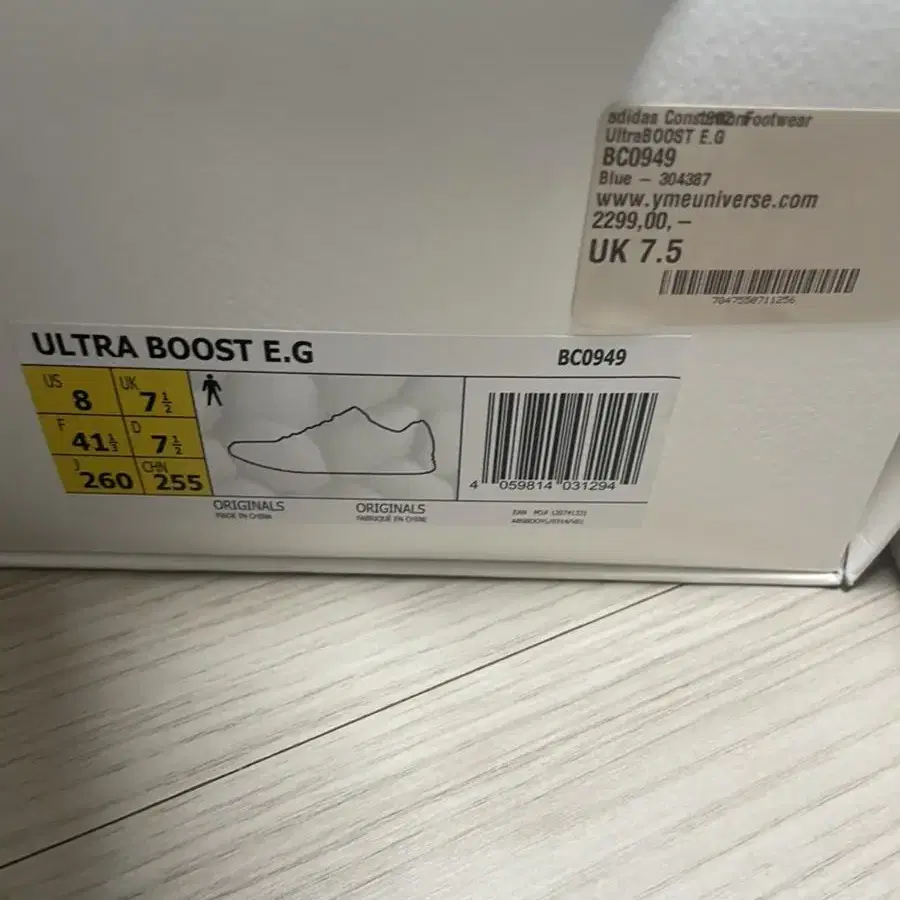 adidas Footwear
UltraBOOST E.G
BC0949
Blue - 304387
www.ymeuniverse.com
2299,00,-
UK 7.5
7047550711256
ULTRA BOOST E.G
BC0949
US 8 UK 7½
F 41⅓ D 7½
J 260 CHN 255
4 059814 031294
ORIGINALS ORIGINALS
MADE IN CHINA FABRIQUÉ EN CHINE